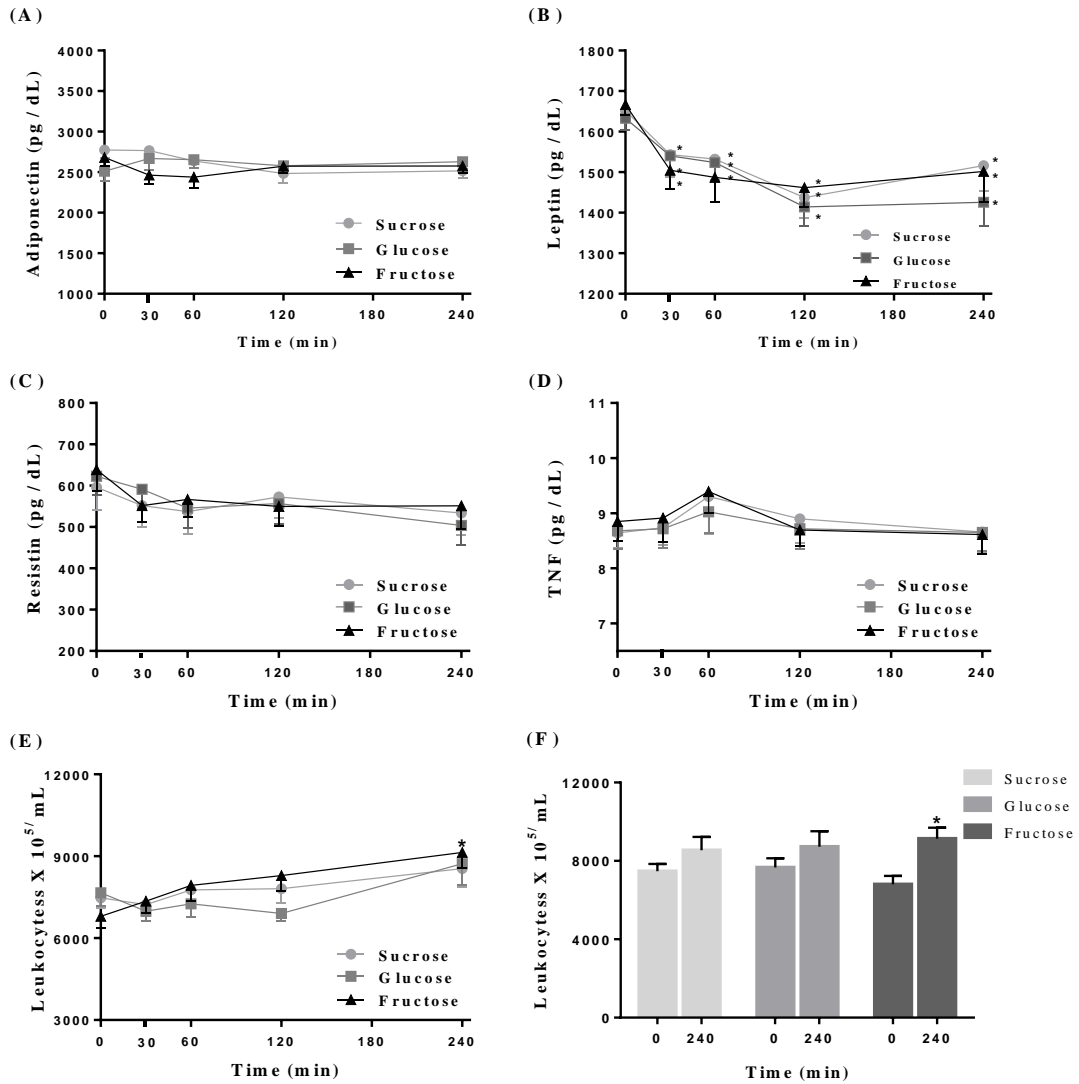 (A)
4000
3500
3000
2500
2000
1500
1000
Adiponectin (pg / dL)
Sucrose
Glucose
Fructose
0 30 60 120 180 240
Time (min)
(B)
1800
1700
1600
1500
1400
1300
1200
Leptin (pg / dL)
* * *
* * *
* * *
* * *
Sucrose
Glucose
Fructose
0 30 60 120 180 240
Time (min)
(C)
800
700
600
500
400
300
200
Resistin (pg / dL)
Sucrose
Glucose
Fructose
0 30 60 120 180 240
Time (min)
(D)
11
10
9
8
7
TNF (pg / dL)
Sucrose
Glucose
Fructose
0 30 60 120 180 240
Time (min)
(E)
12000
9000
6000
3000
Leukocytess X 10⁵/ mL
*
Sucrose
Glucose
Fructose
0 30 60 120 180 240
Time (min)
(F)
12000
8000
4000
0
Leukocytess X 10⁵/ mL
*
Sucrose
Glucose
Fructose
0 240 0 240 0 240
Time (min)